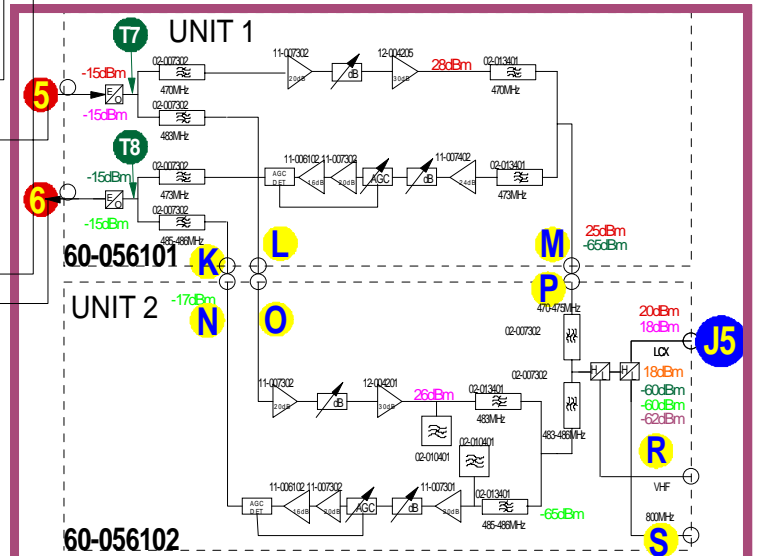 UNIT 1
T7
02-007302
11-007302
12-004205
28dBm
02-013401
-15dBm
20dB
dB
30dB
5
E
O
470MHz
470MHz
02-007302
-15dBm
483MHz
T8
02-007302
11-006102
11-007302
11-007402
02-013401
-15dBm
AGC
DET
16dB
20dB
AGC
dB
24dB
6
E
O
473MHz
473MHz
02-007302
-15dBm
485-486MHz
25dBm
-65dBm
60-056101
K
L
M
UNIT 2
-17dBm
N
O
P
470-475MHz
20dBm
18dBm
02-007302
LCX
J5
02-007302
H
L
H
L
18dBm
-60dBm
-60dBm
-62dBm
11-007302
12-004201
26dBm
02-013401
20dB
dB
30dB
483MHz
02-010401
02-010401
483-486MHz
R
11-006102
11-007302
11-007301
02-013401
VHF
AGC
DET
16dB
20dB
AGC
dB
20dB
-65dBm
485-486MHz
800MHz
60-056102
S